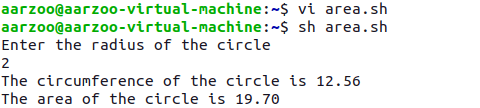 aarzoo@aarzoo-virtual-machine:~$ vi area.sh
aarzoo@aarzoo-virtual-machine:~$ sh area.sh
Enter the radius of the circle
2
The circumference of the circle is 12.56
The area of the circle is 19.70